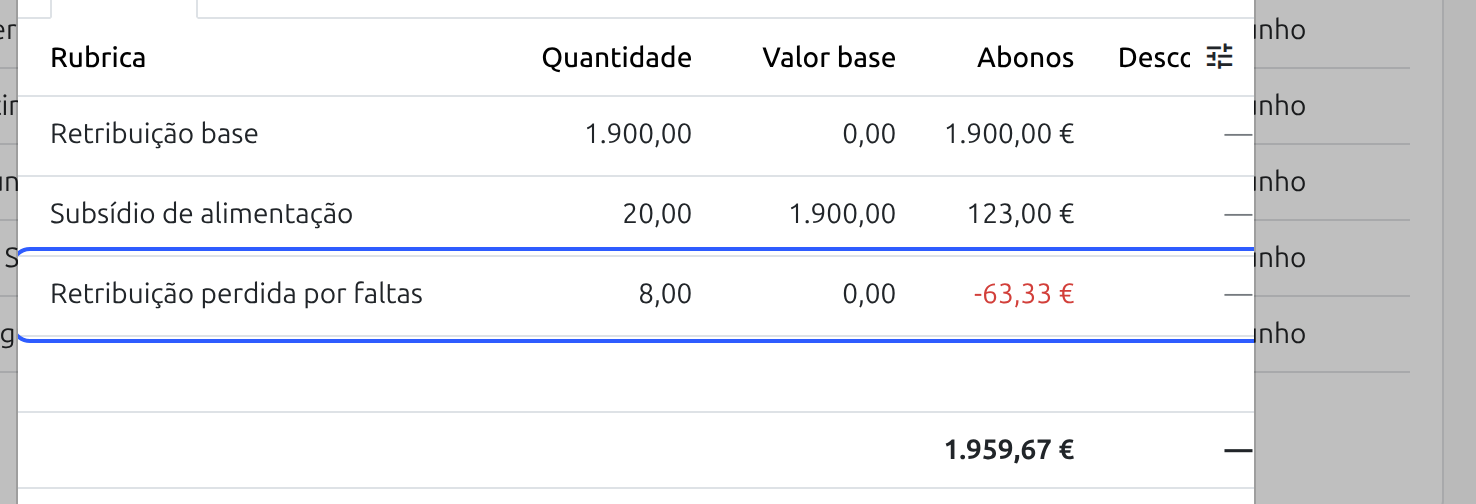 Rubrica Quantidade Valor base Abonos
Retribuição base 1.900,00 0,00 1.900,00 € —
Subsídio de alimentação 20,00 1.900,00 123,00 € —
Retribuição perdida por faltas 8,00 0,00 -63,33 € —
1.959,67 € —